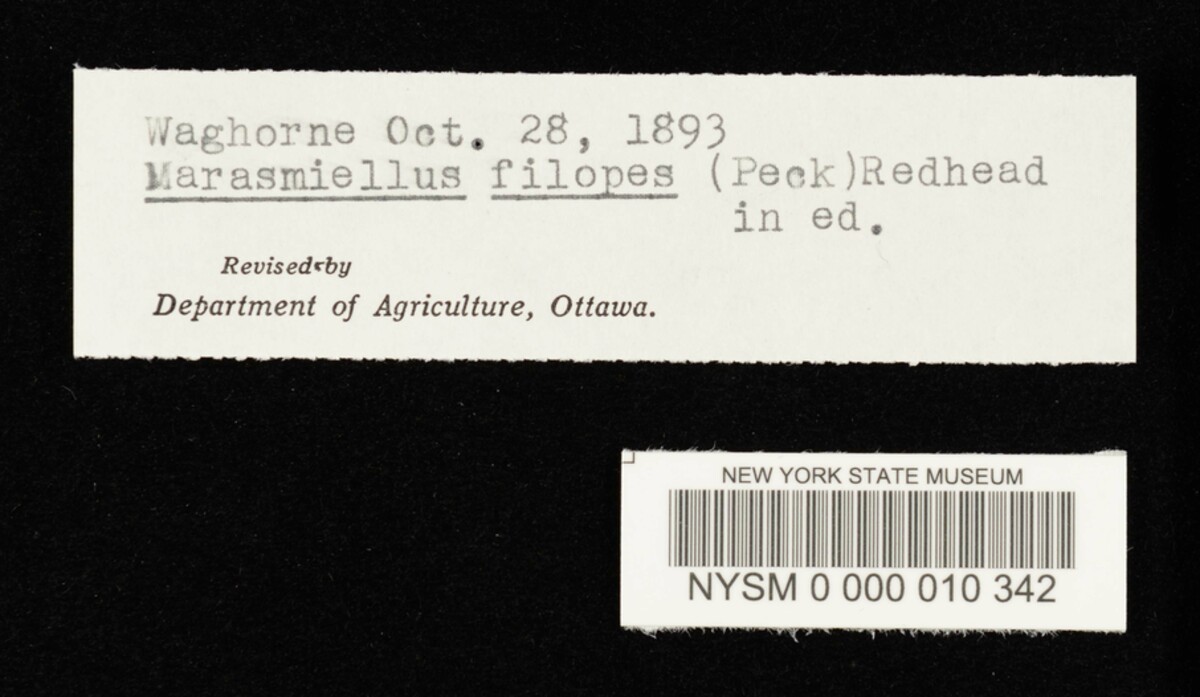 Waghorne Oct. 28, 1893
Marasmiellus filopes (Peck)Redhead
in ed.
Revised by
Department of Agriculture, Ottawa.
NEW YORK STATE MUSEUM
NYSM 0 000 010 342